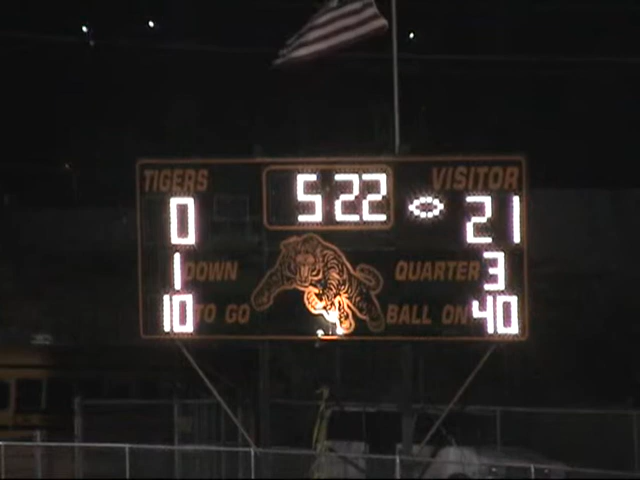 TIGERS 5 22 VISITOR
0 21
1 DOWN QUARTER 3
10 TO GO BALL ON 40